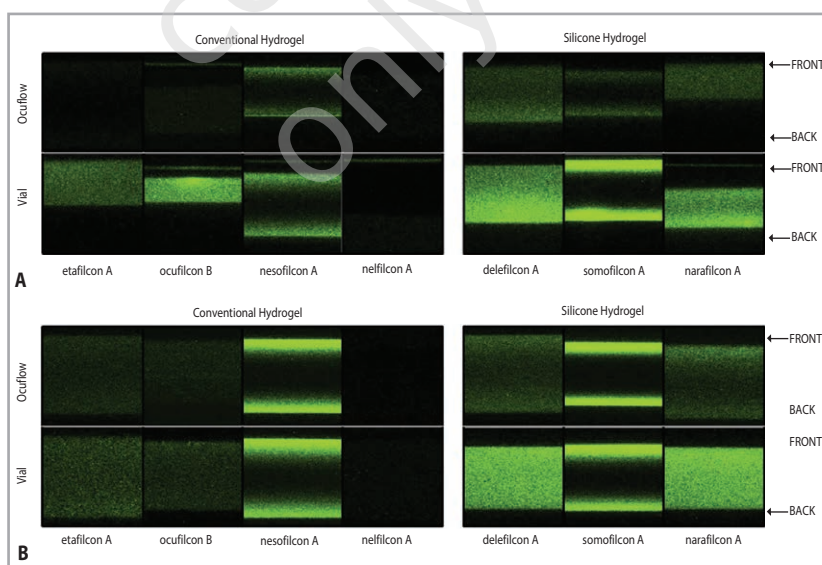 Conventional Hydrogel
Silicone Hydrogel
Ocuflow
FRONT
BACK
Vial
FRONT
BACK
etafilcon A
ocufilcon B
nesofilcon A
nelfilcon A
delefilcon A
somofilcon A
narafilcon A
A
Conventional Hydrogel
Silicone Hydrogel
Ocuflow
FRONT
BACK
Vial
FRONT
BACK
etafilcon A
ocufilcon B
nesofilcon A
nelfilcon A
delefilcon A
somofilcon A
narafilcon A
B
only